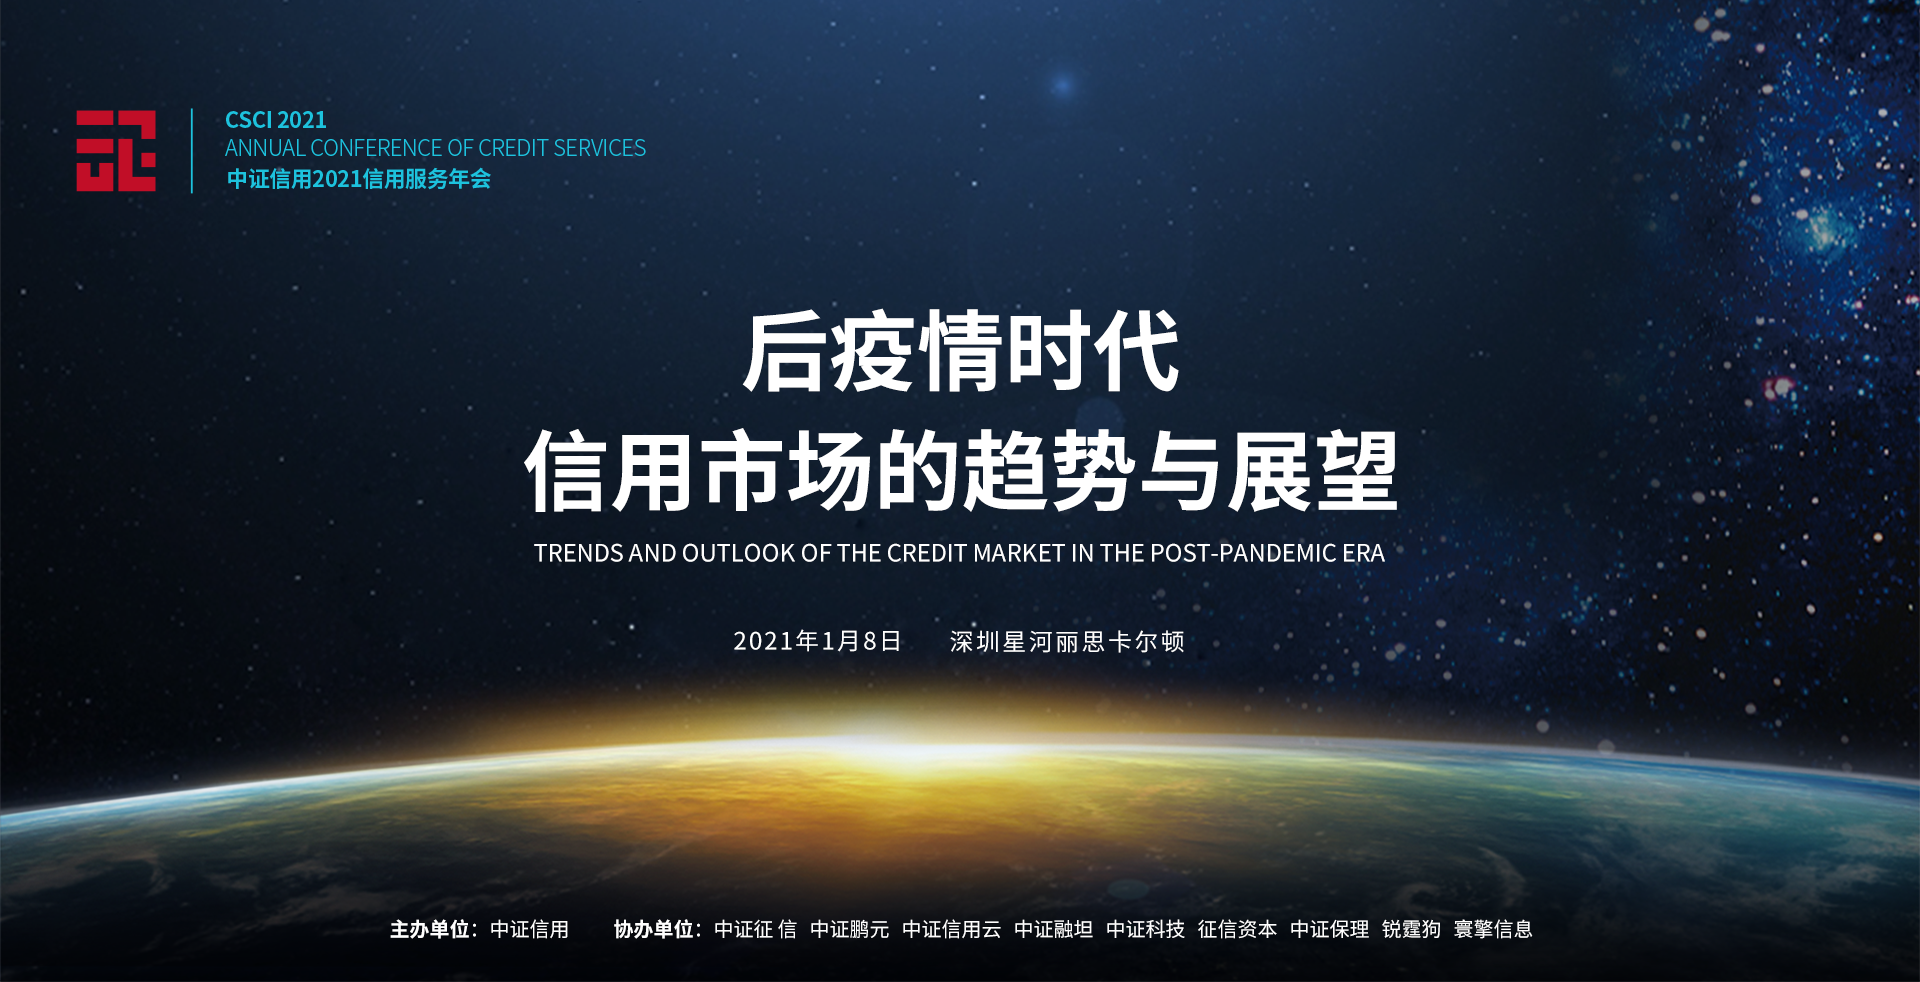 CSCI 2021
ANNUAL CONFERENCE OF CREDIT SERVICES
中证信用2021信用服务年会
后疫情时代
信用市场的趋势与展望
TRENDS AND OUTLOOK OF THE CREDIT MARKET IN THE POST-PANDEMIC ERA
2021年1月8日 深圳星河丽思卡尔顿
主办单位：中证信用 协办单位：中证征 信 中证鹏元 中证信用云 中证融坦 中证科技 征信资本 中证保理 锐霆狗 寰擎信息